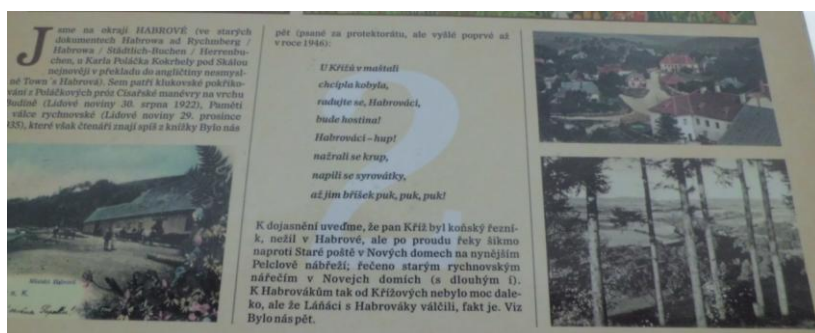 Jsme na okraji HABROVÉ (ve starých
dokumentech Habrowa ad Rychmberg /
Habrowa / Städtlich-Buchen / Herrenbu-
chen, u Karla Poláčka Kokrhely pod Skálou
nejnověji v překladu do angličtiny nesmysl-
né Town´s Habrová). Sem patří klukovské pokřiko-
vání z Poláčkových próz Císařské manévry na vrchu
(Lidové noviny 30. srpna 1922), Paměti
válce rychnovské (Lidové noviny 29. prosince
1935), které však čtenáři znají spíš z knížky Bylo nás
pět (psané za protektorátu, ale vyšlé poprvé až
v roce 1946):
2.
U Křížů v maštali
chcípla kobyla,
radujte se, Habrováci,
bude hostina!
Habrováci – hup!
nažrali se krup,
napili se syrovátky,
až jim bříšek puk, puk, puk!
K dojasnění uveďme, že pan Kříž byl koňský řezní-
k, nežil v Habrové, ale po proudu řeky šikmo
naproti Staré poště v Nových domech na nynějším
Pelclově nábřeží; řečeno starým rychnovským
nářečím v Novejch domích (s dlouhým í).
K Habrovákům tak od Křížových nebylo moc dale-
ko, ale že Láňáci s Habrováky válčili, fakt je. Viz
Bylo nás pět.